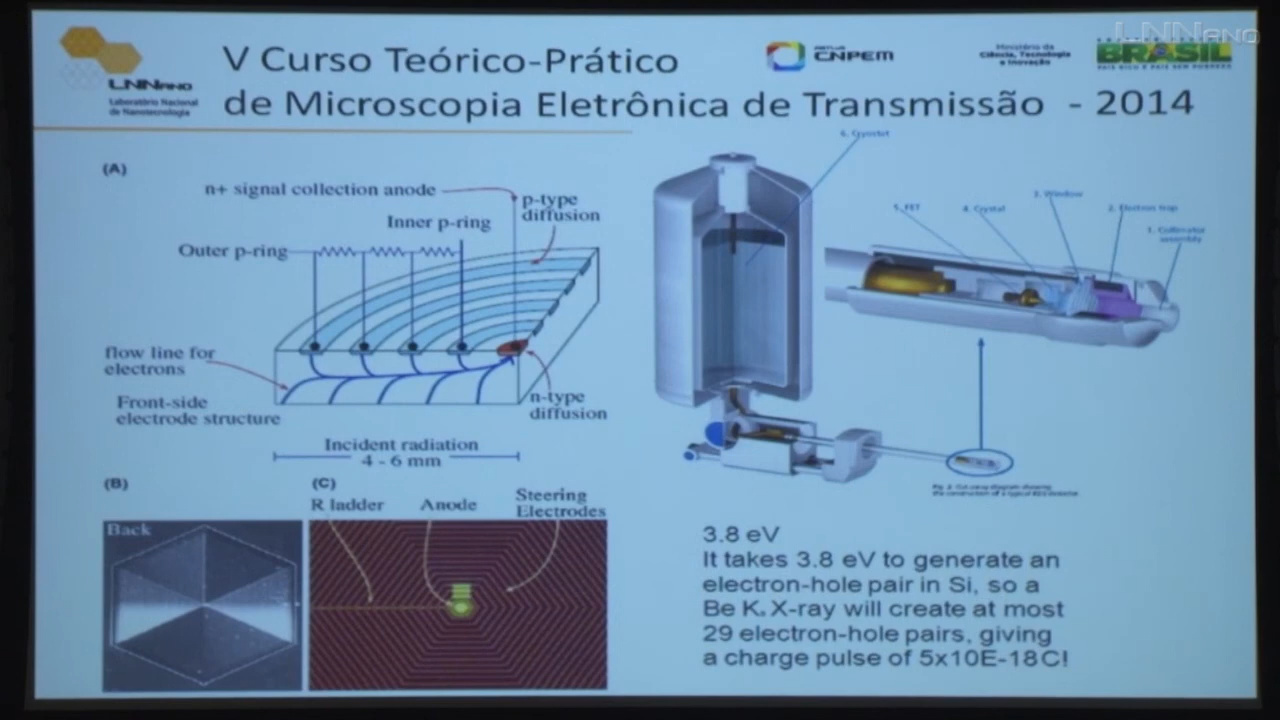 LNNANO
Laboratório Nacional
de Nanotecnologia
V Curso Teórico-Prático
de Microscopia Eletrônica de Transmissão - 2014
CNPEM
Ministério da
Ciência, Tecnologia
e Inovação
LNNANO
BRASIL
PAÍS RICO É PAÍS SEM POBREZA
(A)
n+ signal collection anode
p-type
diffusion
Inner p-ring
Outer p-ring
flow line for
electrons
Front-side
electrode structure
n-type
diffusion
Incident radiation
4 - 6 mm
(B)
Back
(C)
R ladder
Anode
Steering
Electrodes
6. Cryostat
5. FET
4. Crystal
3. Window
2. Electron trap
1. Collimator
assembly
3.8 eV
It takes 3.8 eV to generate an
electron-hole pair in Si, so a
Be Kα X-ray will create at most
29 electron-hole pairs, giving
a charge pulse of 5x10E-18C!